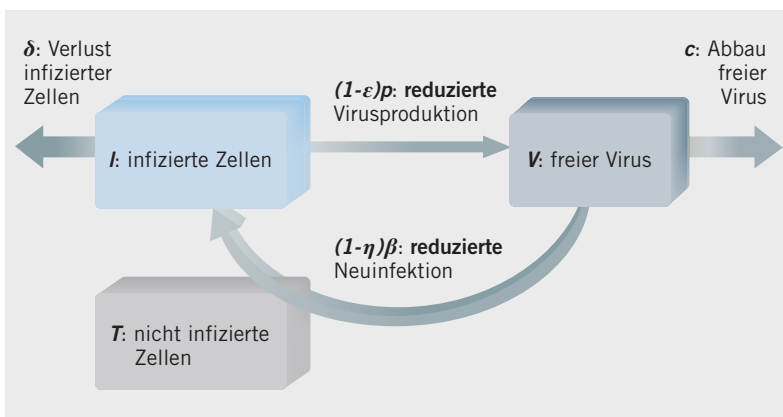 δ: Verlust
infizierter
Zellen
c: Abbau
freier
Virus
(1-ε)p: reduzierte
Virusproduktion
I: infizierte Zellen
V: freier Virus
(1-η)β: reduzierte
Neuinfektion
T: nicht infizierte
Zellen